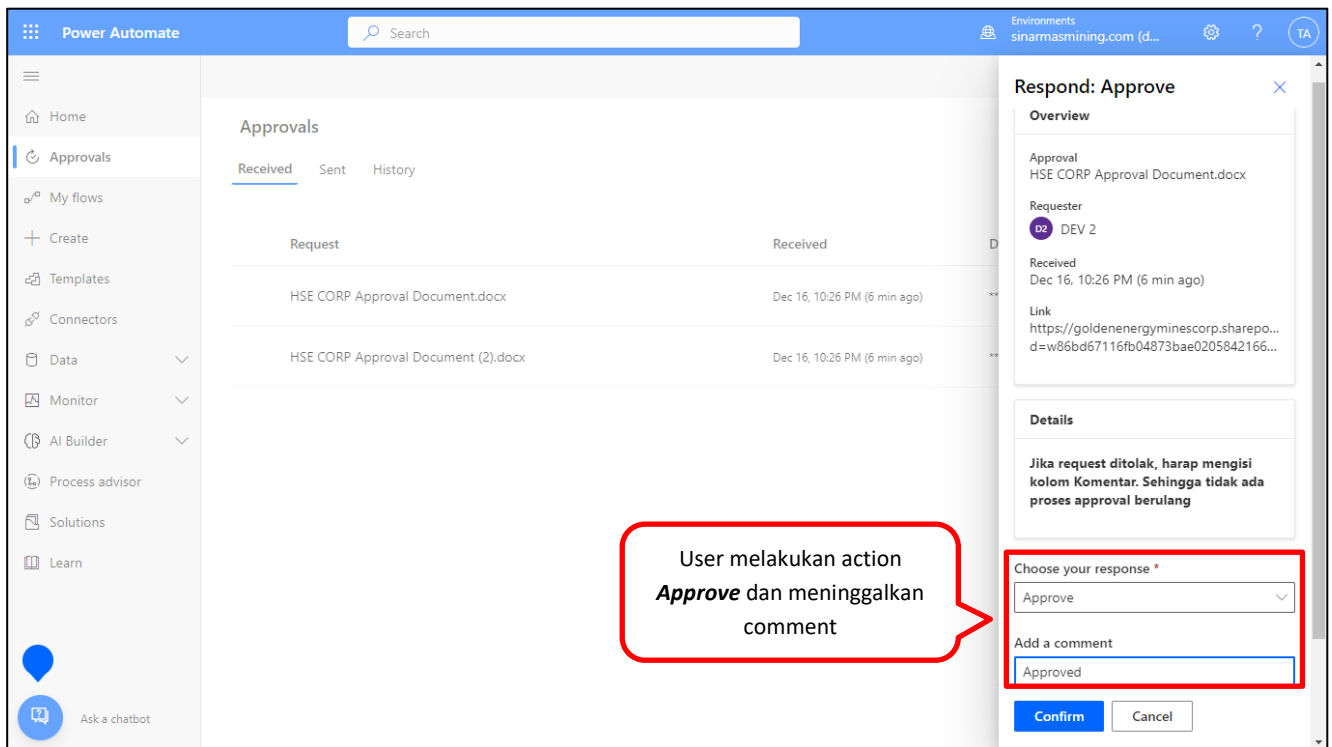 Power Automate
Search
Environments
sinarmasmining.com (d...
?
TA
Home
Approvals
My flows
Create
Templates
Connectors
Data
Monitor
AI Builder
Process advisor
Solutions
Learn
Ask a chatbot
Approvals
Received Sent History
Request Received D
HSE CORP Approval Document.docx Dec 16, 10:26 PM (6 min ago) **
HSE CORP Approval Document (2).docx Dec 16, 10:26 PM (6 min ago) **
User melakukan action
Approve dan meninggalkan
comment
Respond: Approve
Overview
Approval
HSE CORP Approval Document.docx
Requester
D2 DEV 2
Received
Dec 16, 10:26 PM (6 min ago)
Link
https://goldenenergyminescorp.sharepo...
d=w86bd67116fb04873bae0205842166...
Details
Jika request ditolak, harap mengisi
kolom Komentar. Sehingga tidak ada
proses approval berulang
Choose your response *
Approve
Add a comment
Approved
Confirm Cancel